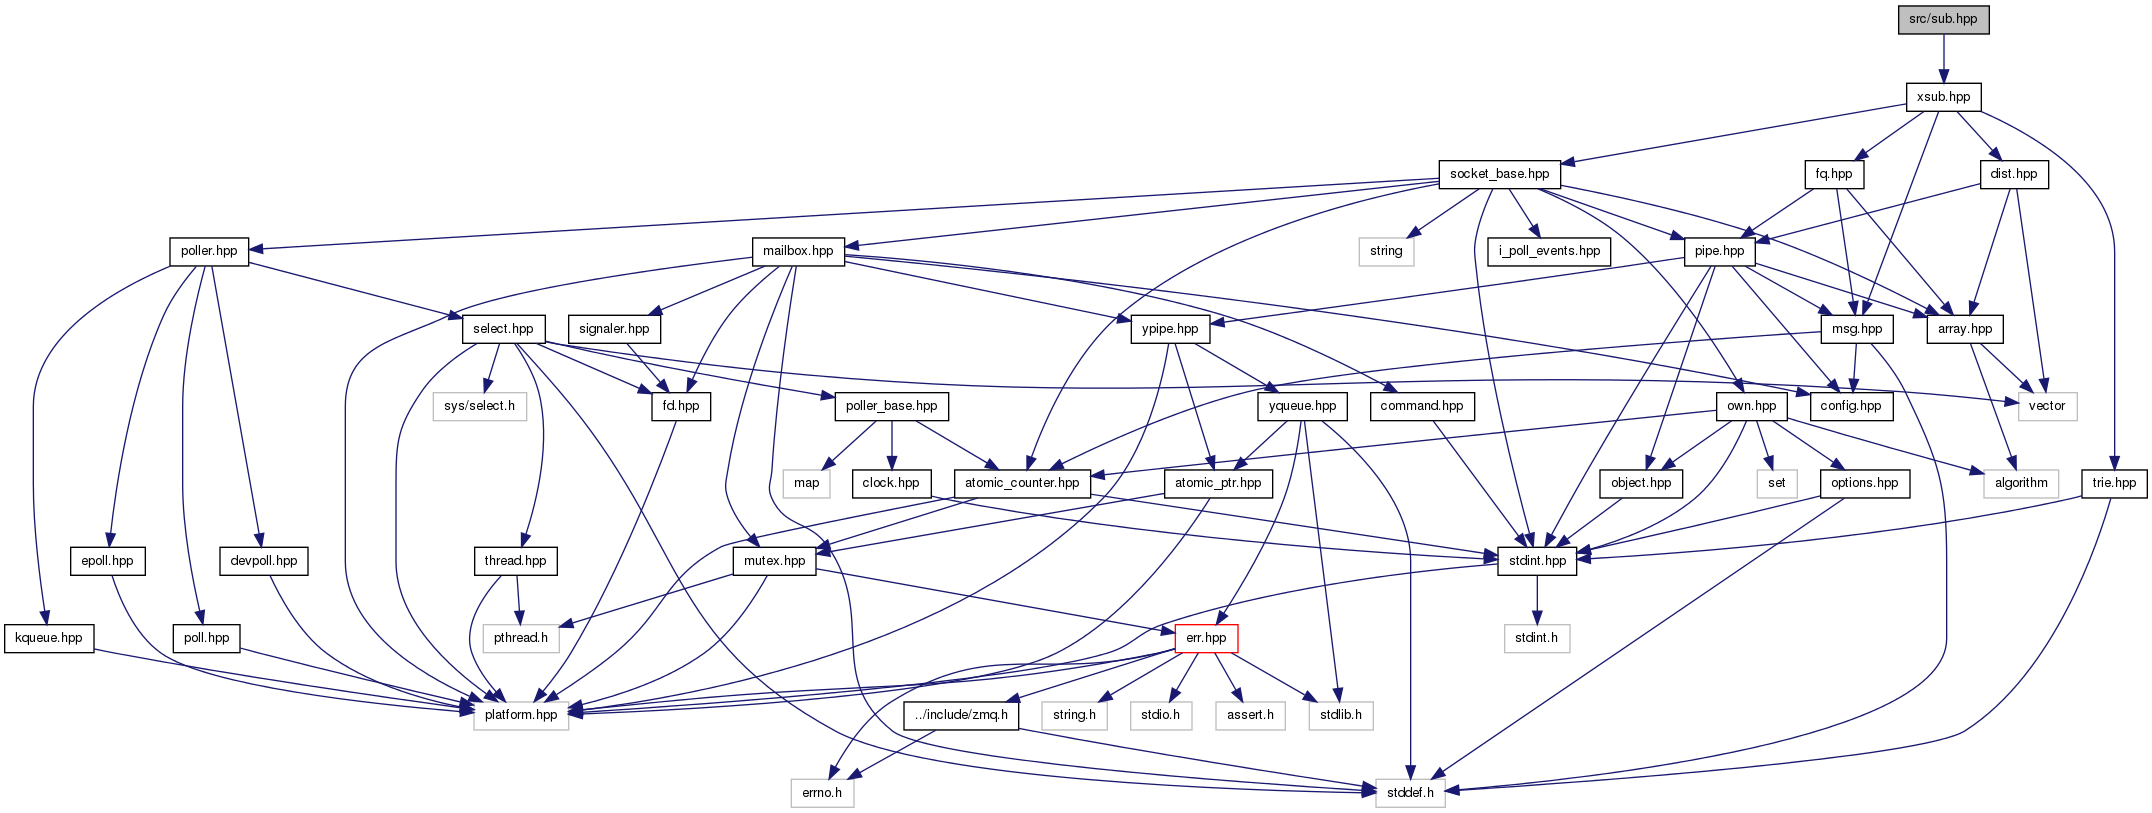 src/sub.hpp
xsub.hpp
socket_base.hpp
fq.hpp
dist.hpp
poller.hpp
mailbox.hpp
string
i_poll_events.hpp
pipe.hpp
select.hpp
signaler.hpp
ypipe.hpp
msg.hpp
array.hpp
sys/select.h
fd.hpp
poller_base.hpp
yqueue.hpp
command.hpp
own.hpp
config.hpp
vector
map
clock.hpp
atomic_counter.hpp
atomic_ptr.hpp
object.hpp
set
options.hpp
algorithm
trie.hpp
epoll.hpp
devpoll.hpp
thread.hpp
mutex.hpp
stdint.hpp
kqueue.hpp
poll.hpp
pthread.h
err.hpp
stdint.h
platform.hpp
../include/zmq.h
string.h
stdio.h
assert.h
stdlib.h
errno.h
stddef.h